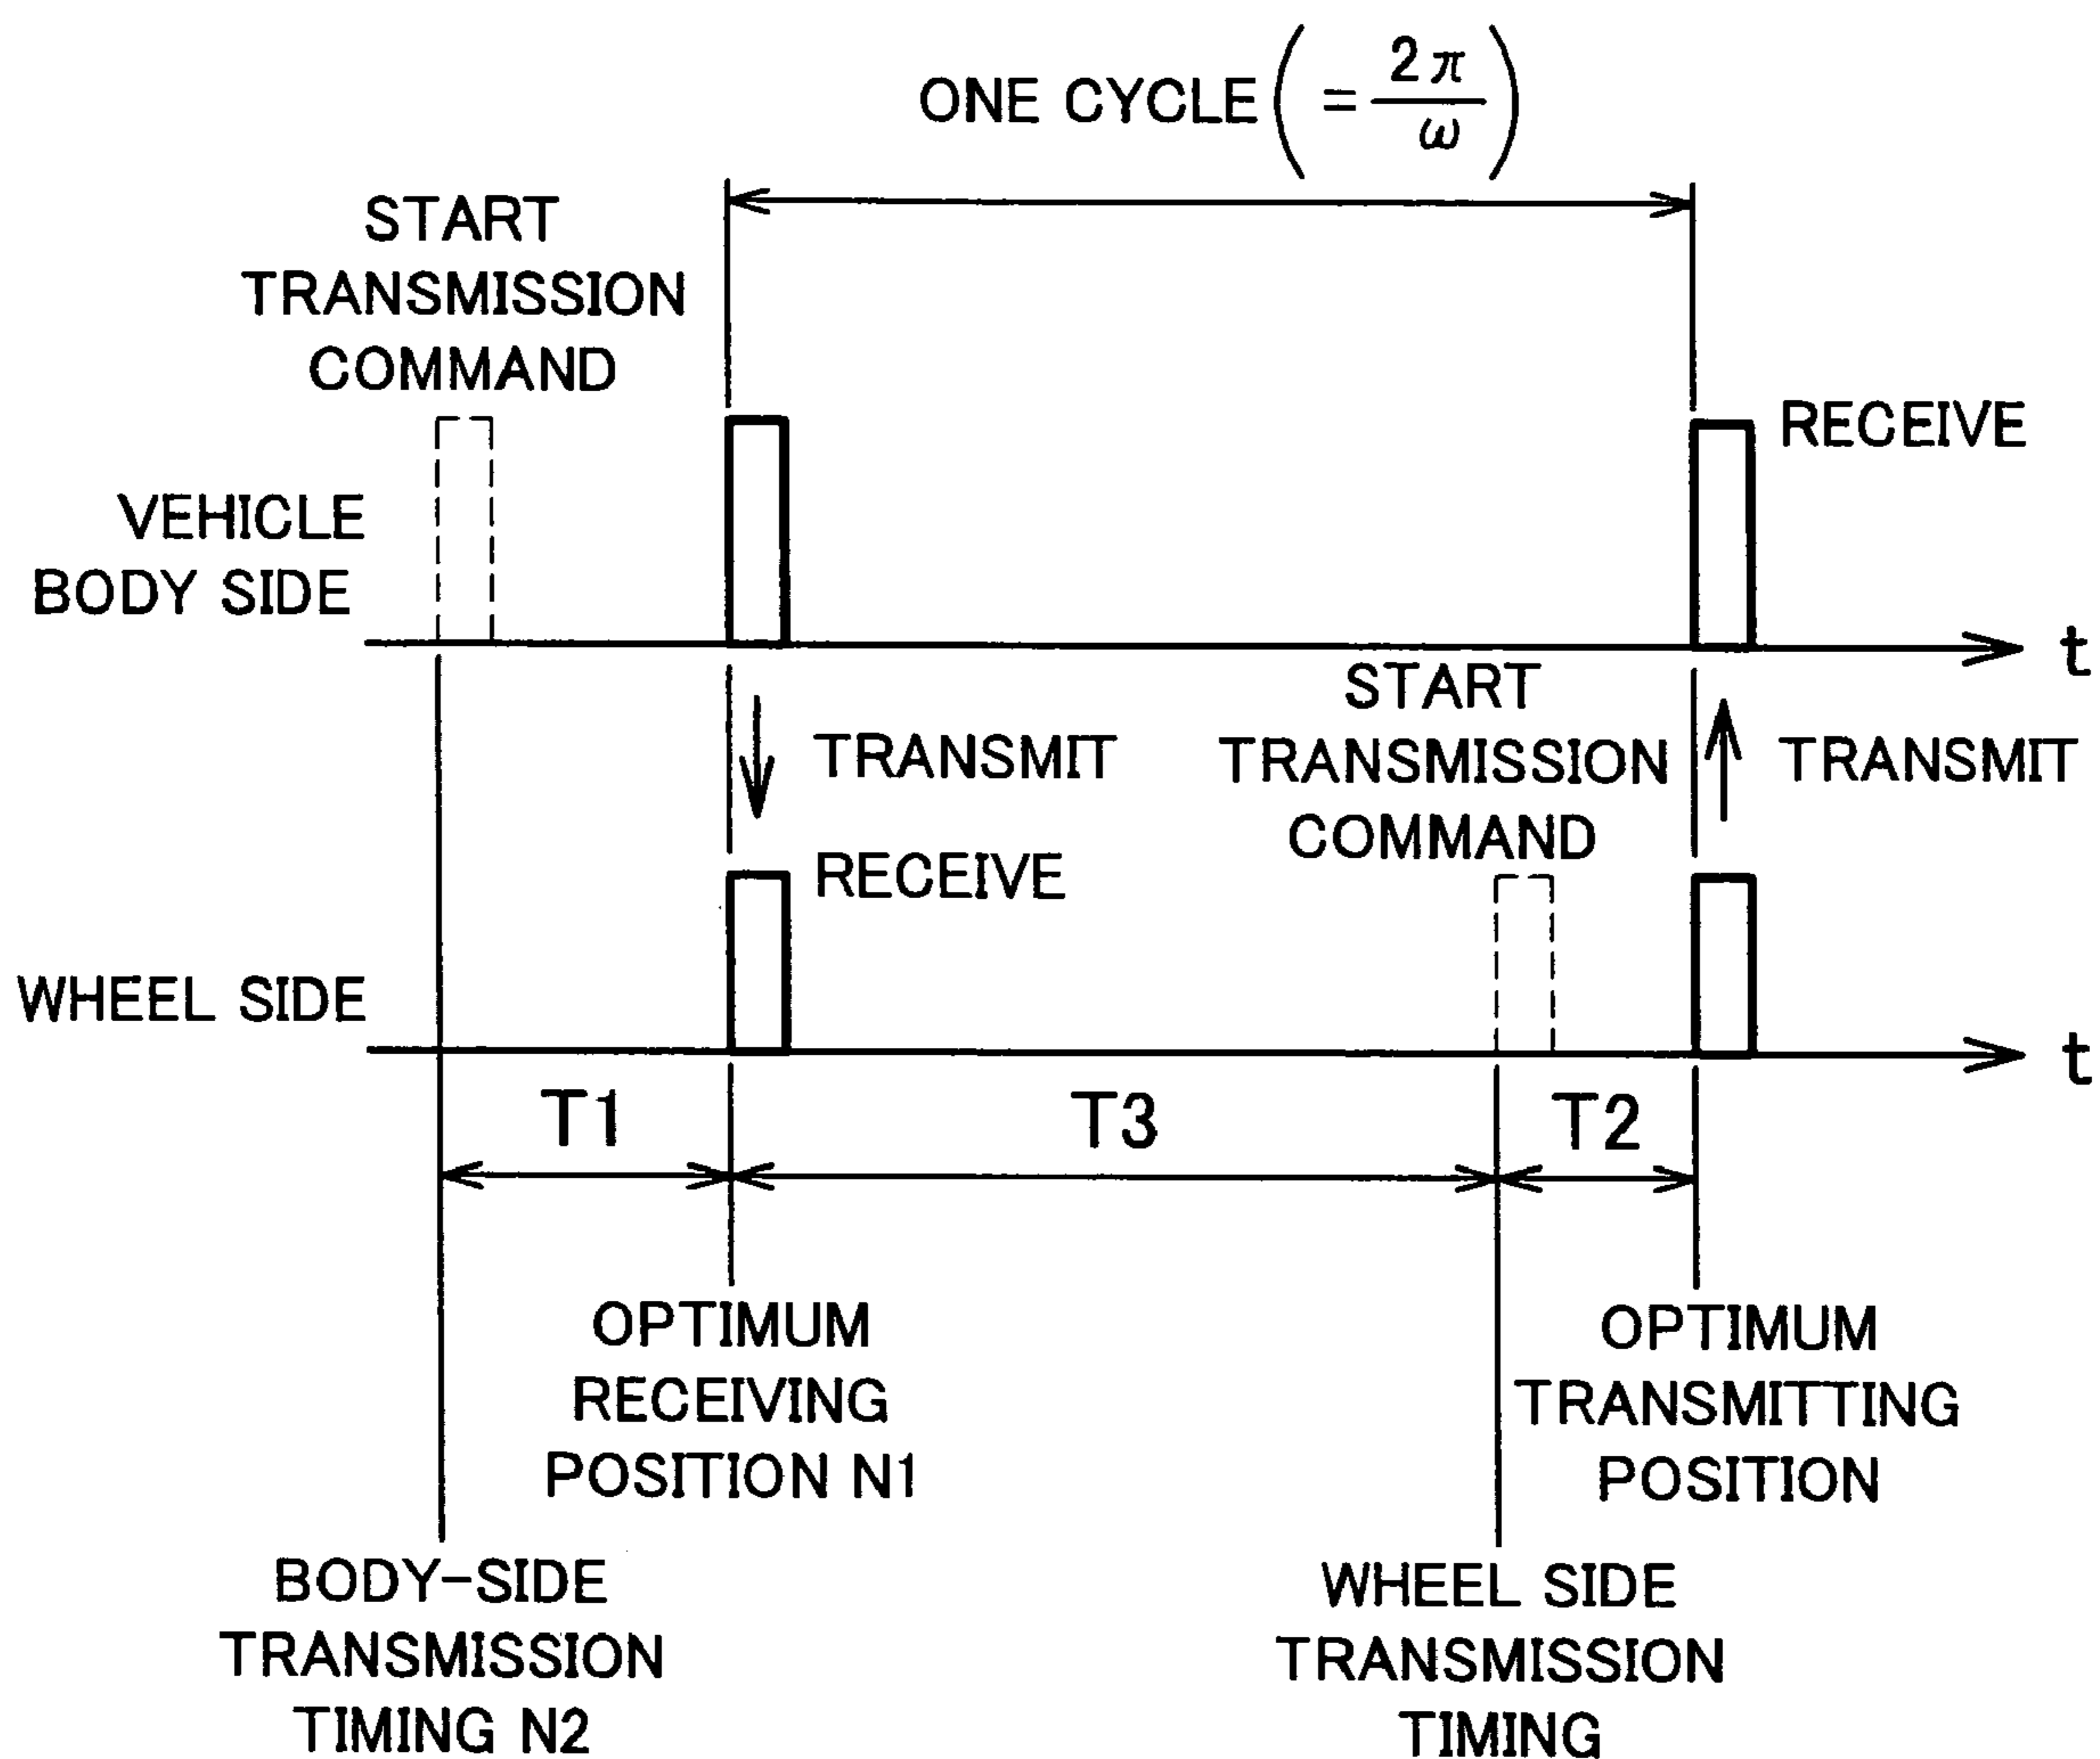 ONE CYCLE ( = 2π / ω )
START
TRANSMISSION
COMMAND
RECEIVE
VEHICLE
BODY SIDE
t
TRANSMIT
START
TRANSMISSION
COMMAND
TRANSMIT
RECEIVE
WHEEL SIDE
t
T1
T3
T2
OPTIMUM
RECEIVING
POSITION N1
OPTIMUM
TRANSMITTING
POSITION
BODY-SIDE
TRANSMISSION
TIMING N2
WHEEL SIDE
TRANSMISSION
TIMING